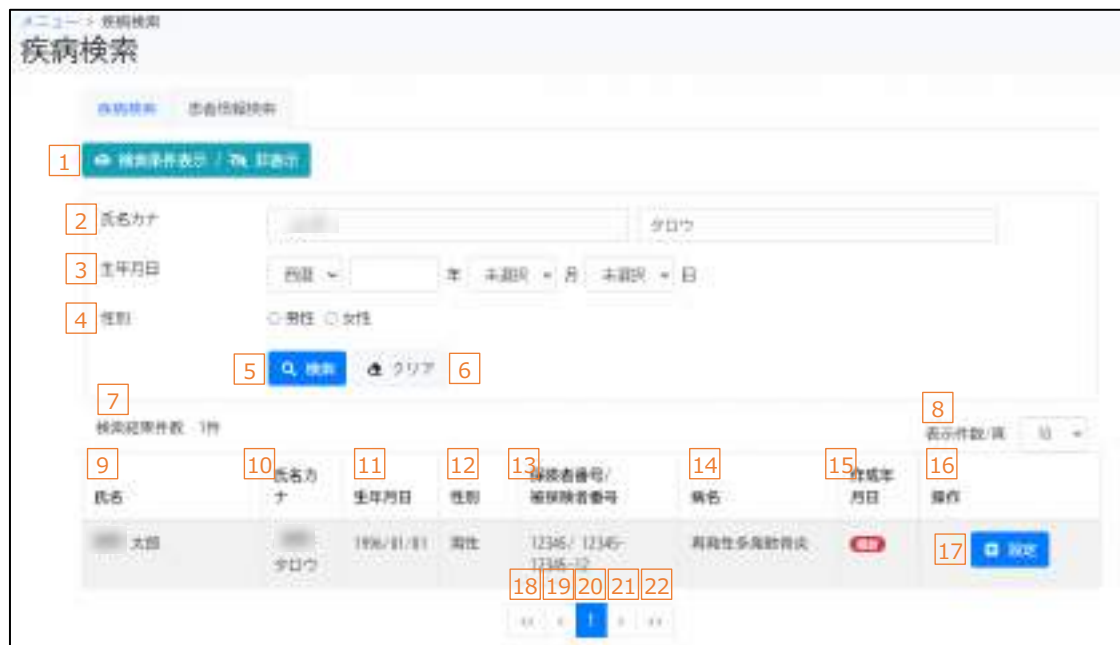 メニュー > 疾病検索
疾病検索
疾病検索 患者情報検索
1 検索条件表示 / 非表示
2 氏名カナ タロウ
3 生年月日 西暦 年 未選択 月 未選択 日
4 性別 男性 女性
5 検索 クリア 6
7 8
検索結果件数 1件 表示件数/頁 10
9 10 11 12 13 14 15 16
氏名 氏名カナ 生年月日 性別 保険者番号/被保険者番号 病名 作成年月日 操作
太郎 タロウ 1996/01/01 男性 12345/ 12345-12345-12 再発性多発軟骨炎 17 設定
18 19 20 21 22
‹‹ ‹ 1 › ››